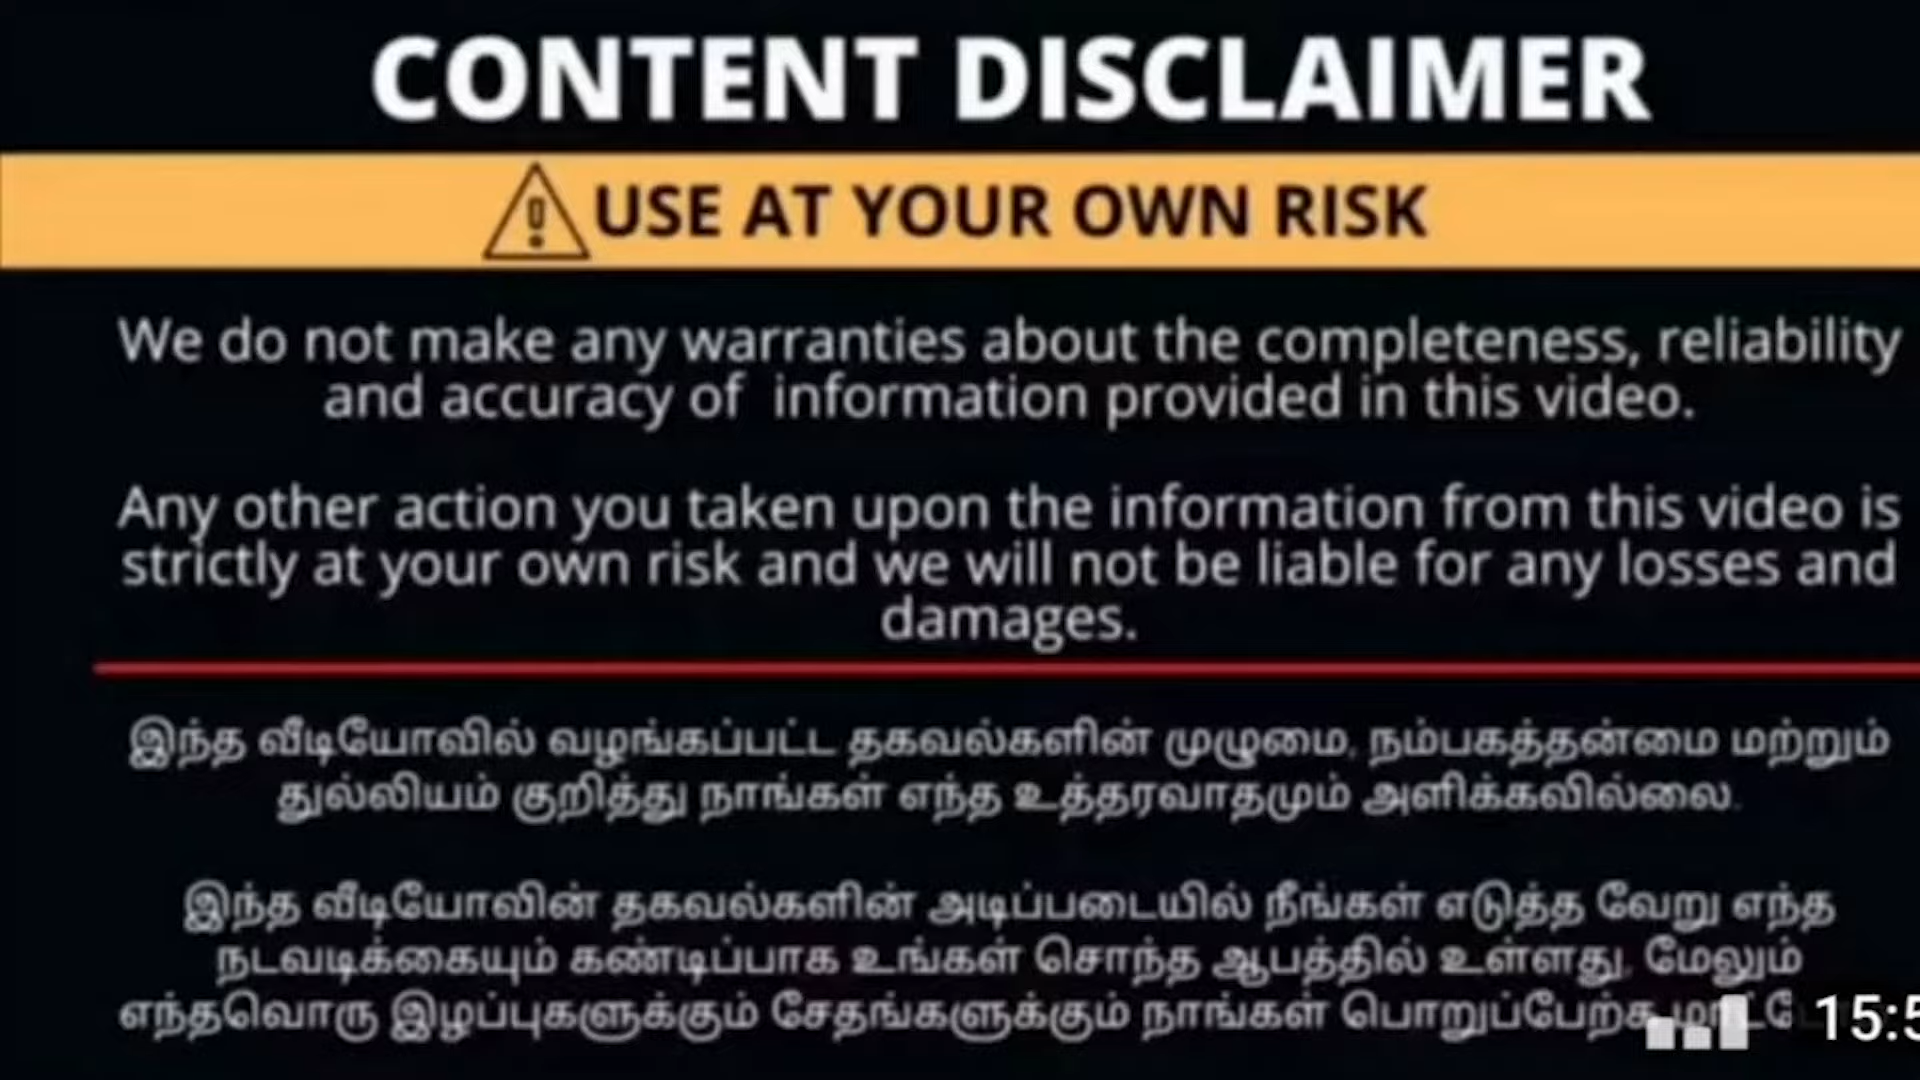 CONTENT DISCLAIMER
USE AT YOUR OWN RISK
We do not make any warranties about the completeness, reliability
and accuracy of information provided in this video.
Any other action you taken upon the information from this video is
strictly at your own risk and we will not be liable for any losses and
damages.
இந்த வீடியோவில் வழங்கப்பட்ட தகவல்களின் முழுமை, நம்பகத்தன்மை மற்றும்
துல்லியம் குறித்து நாங்கள் எந்த உத்தரவாதமும் அளிக்கவில்லை.
இந்த வீடியோவின் தகவல்களின் அடிப்படையில் நீங்கள் எடுத்த வேறு எந்த
நடவடிக்கையும் கண்டிப்பாக உங்கள் சொந்த ஆபத்தில் உள்ளது, மேலும்
எந்தவொரு இழப்புகளுக்கும் சேதங்களுக்கும் நாங்கள் பொறுப்பேற்க
15:5